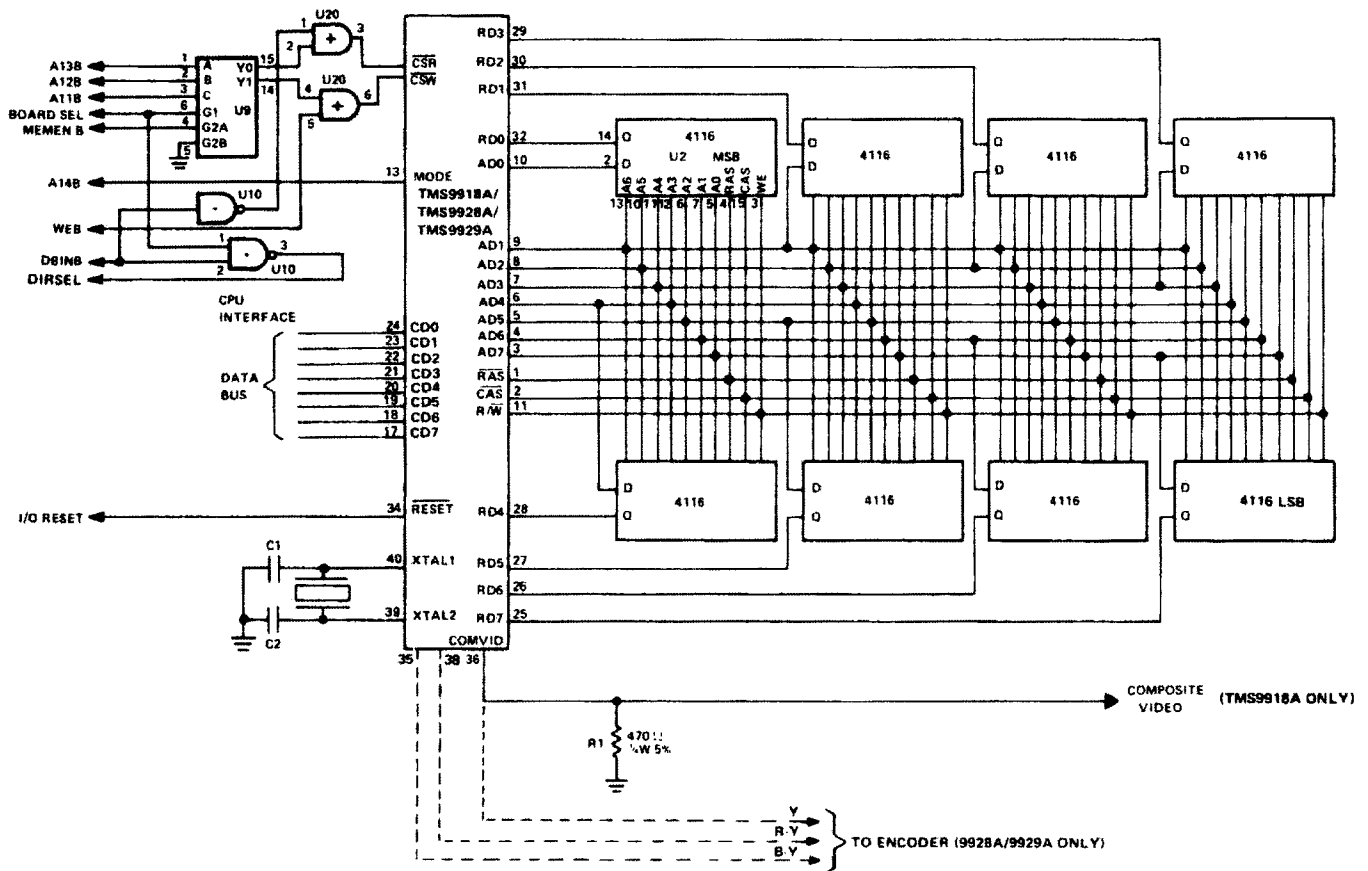 U20
1
2
3
A13B
A12B
A11B
BOARD SEL
MEMEN B
1
2
3
6
4
5
A
B
C
G1
G2A
G2B
U9
Y0
Y1
15
14
U20
4
5
6
CSR
CSW
A14B
13
MODE
TMS9918A/
TMS9928A/
TMS9929A
U10
WEB
DBINB
DIRSEL
1
2
3
U10
CPU
INTERFACE
DATA
BUS
24 CD0
23 CD1
22 CD2
21 CD3
20 CD4
19 CD5
18 CD6
17 CD7
I/O RESET
34 RESET
C1
40 XTAL1
C2
39 XTAL2
COMVID
35 38 36
RD3 29
RD2 30
RD1 31
RD0 32
AD0 10
AD1 9
AD2 8
AD3 7
AD4 6
AD5 5
AD6 4
AD7 3
RAS 1
CAS 2
R/W 11
RD4 28
RD5 27
RD6 26
RD7 25
14 Q
2 D
4116
U2 MSB
A6 A5 A4 A3 A2 A1 A0 RAS CAS WE
13 10 11 12 6 7 5 4 15 3
Q
D
4116
Q
D
4116
Q
D
4116
D
Q
4116
D
Q
4116
D
Q
4116
D
Q
4116 LSB
COMPOSITE
VIDEO
(TMS9918A ONLY)
R1
470 Ω
¼W 5%
Y
R-Y
B-Y
TO ENCODER (9928A/9929A ONLY)